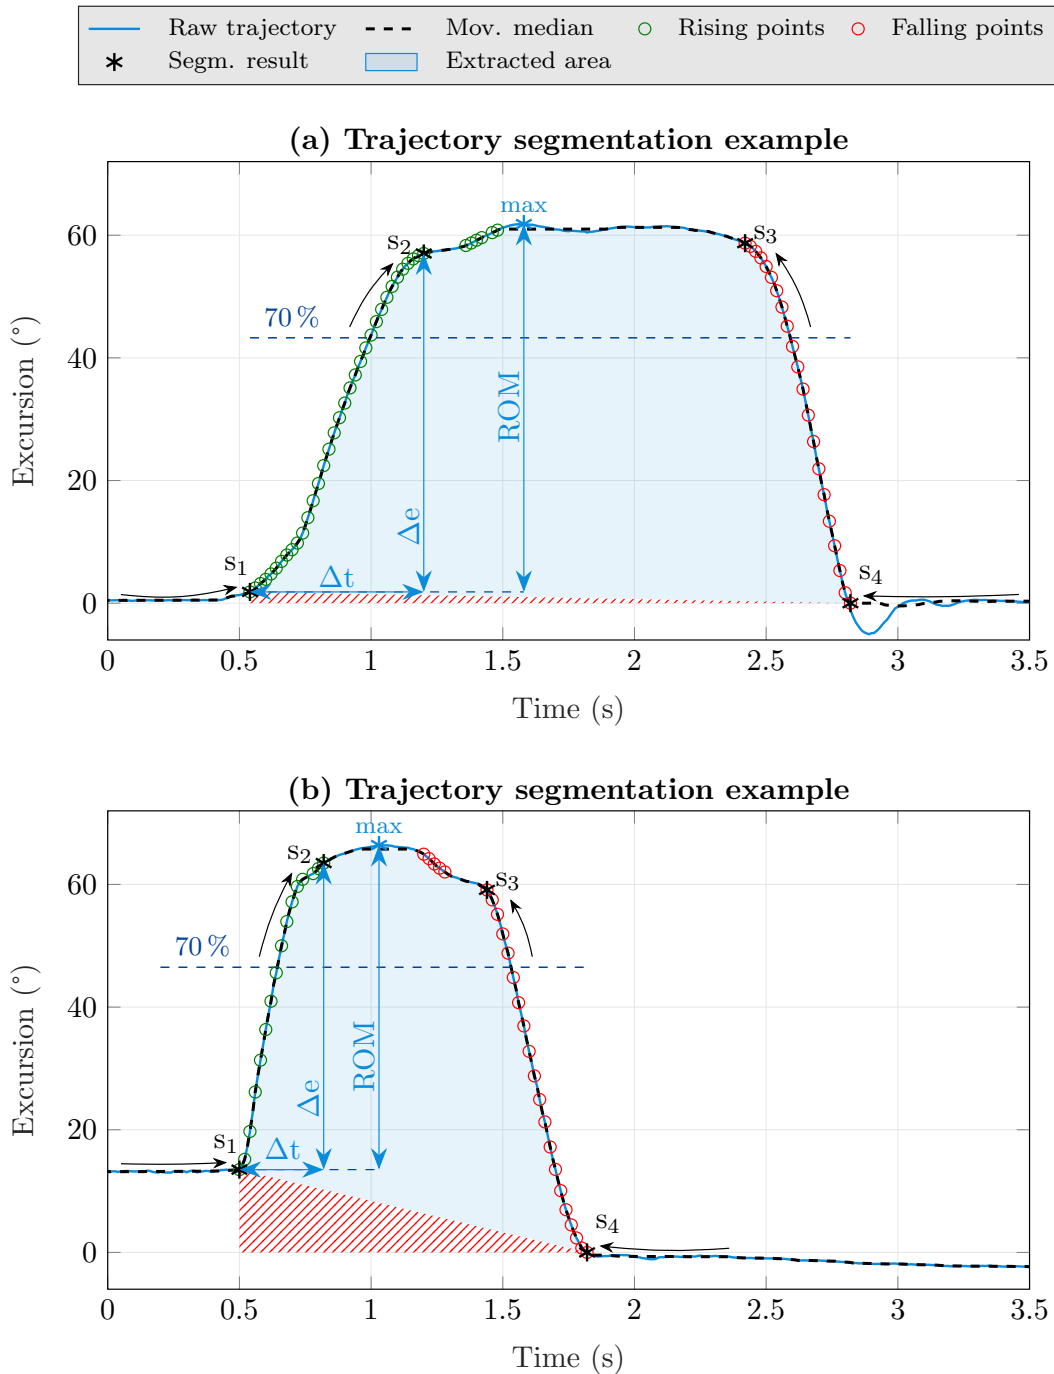 Raw trajectory Mov. median Rising points Falling points
Segm. result Extracted area
(a) Trajectory segmentation example
max
s2 s3
60
70 %
40
Excursion (°)
ROM
20
Δe
s1 Δt s4
0
0 0.5 1 1.5 2 2.5 3 3.5
Time (s)
(b) Trajectory segmentation example
max
s2 s3
60
70 %
40
Excursion (°)
ROM
Δe
20
s1 Δt
s4
0
0 0.5 1 1.5 2 2.5 3 3.5
Time (s)